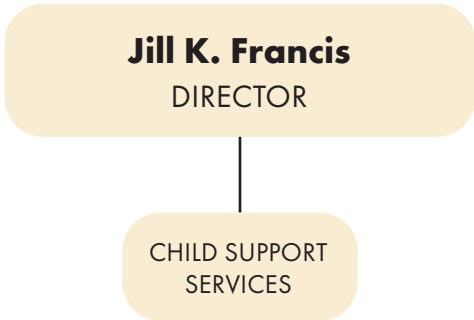 Jill K. Francis
DIRECTOR
CHILD SUPPORT
SERVICES